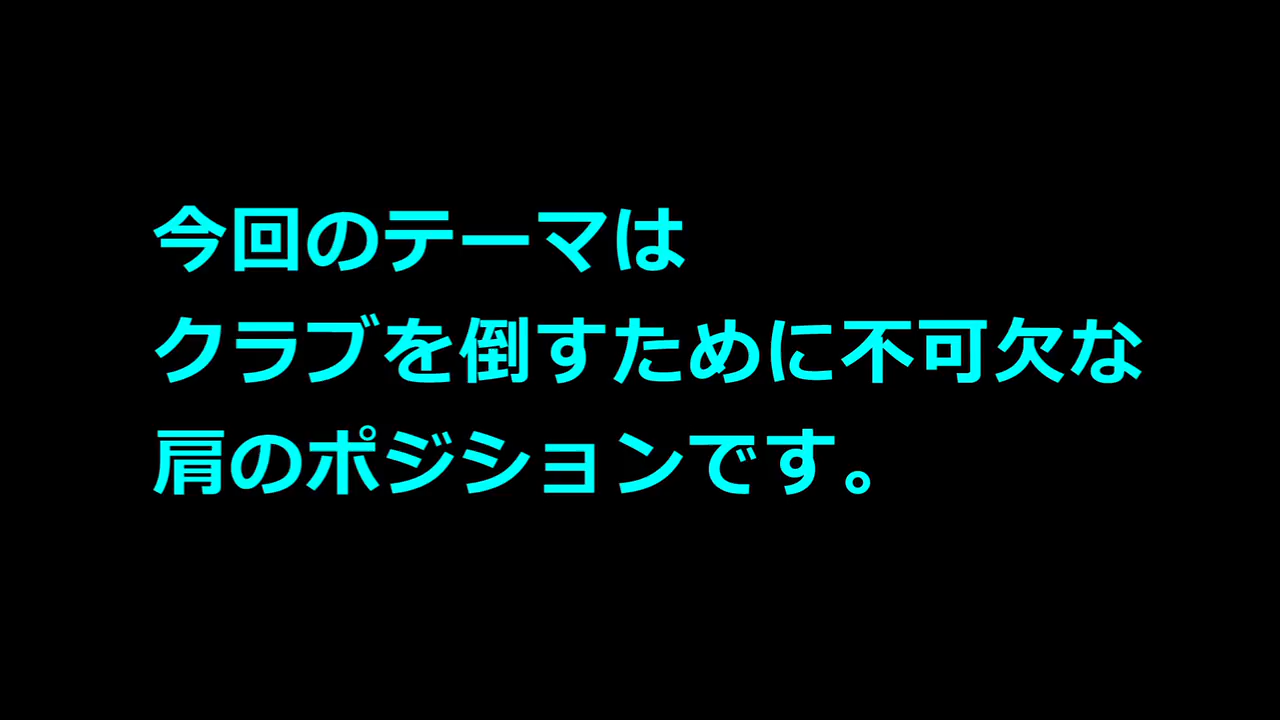 今回のテーマは
クラブを倒すために不可欠な
肩のポジションです。